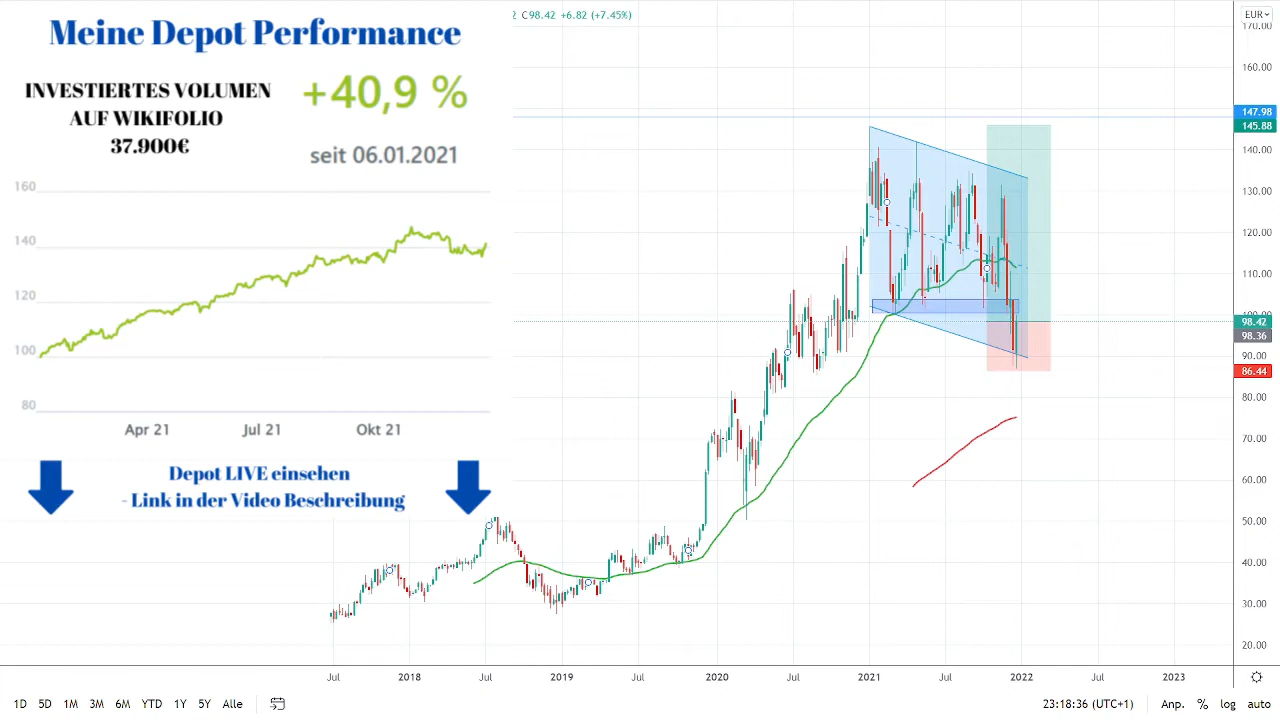 Meine Depot Performance
INVESTIERTES VOLUMEN
AUF WIKIFOLIO
37.900€
+40,9 %
seit 06.01.2021
160
140
120
100
80
Apr 21
Jul 21
Okt 21
Depot LIVE einsehen
- Link in der Video Beschreibung
2 C98.42 +6.82 (+7.45%)
EUR
170.00
160.00
147.98
145.88
140.00
130.00
120.00
110.00
100.00
98.42
98.36
90.00
86.44
80.00
70.00
60.00
50.00
40.00
30.00
20.00
Jul
2018
Jul
2019
Jul
2020
Jul
2021
Jul
2022
Jul
2023
1D 5D 1M 3M 6M YTD 1Y 5Y Alle
23:18:36 (UTC+1)
Anp. % log auto